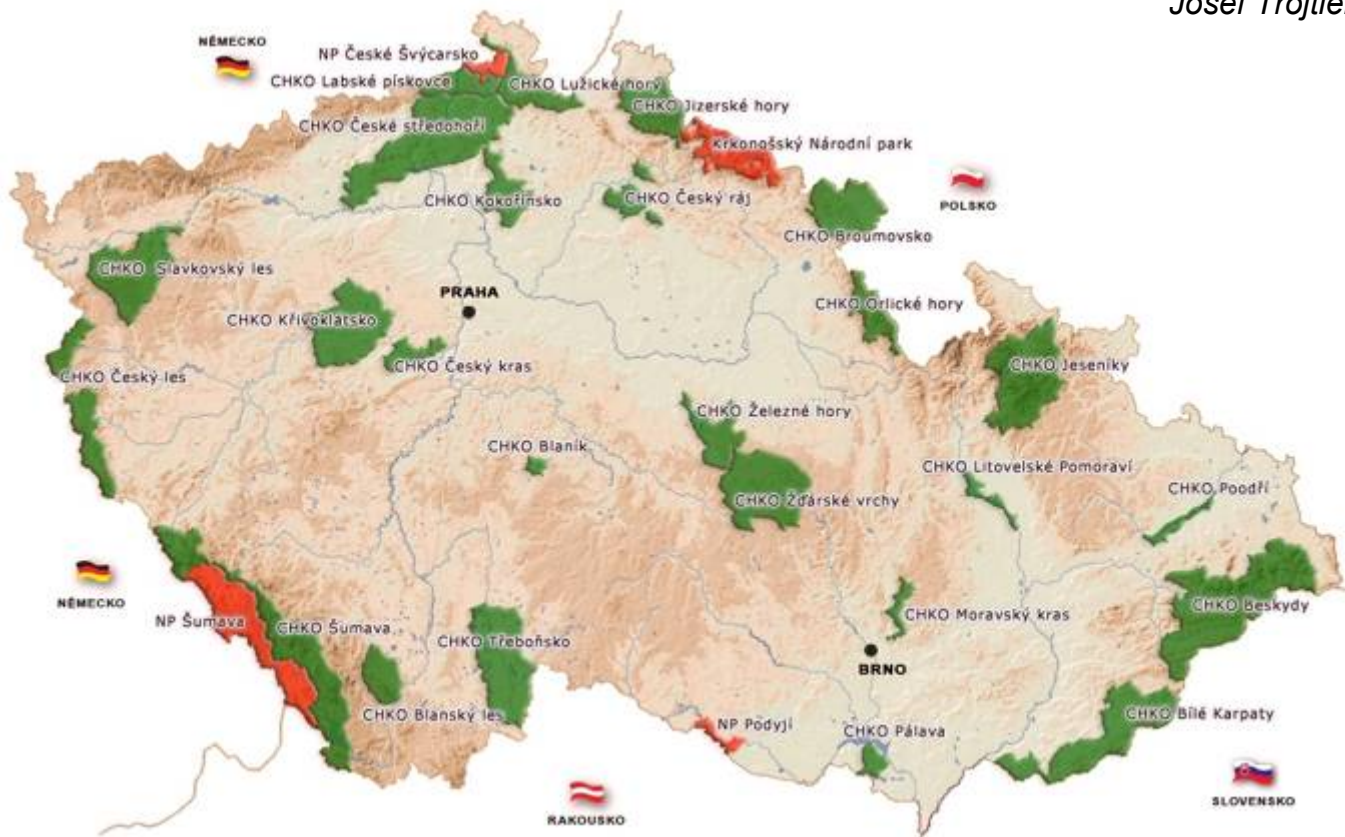 Josef Trojtler
NĚMECKO
NP České Švýcarsko
CHKO Labské pískovce
CHKO Lužické hory
CHKO Jizerské hory
CHKO České středohoří
Krkonošský Národní park
CHKO Kokořínsko
CHKO Český ráj
POLSKO
CHKO Broumovsko
CHKO Slavkovský les
PRAHA
CHKO Orlické hory
CHKO Křivoklátsko
CHKO Český kras
CHKO Jeseníky
CHKO Český les
CHKO Železné hory
CHKO Blaník
CHKO Litovelské Pomoraví
CHKO Poodří
CHKO Žďárské vrchy
NĚMECKO
NP Šumava
CHKO Šumava
CHKO Třeboňsko
CHKO Moravský kras
CHKO Beskydy
BRNO
CHKO Blanský les
NP Podyjí
CHKO Pálava
CHKO Bílé Karpaty
SLOVENSKO
RAKOUSKO